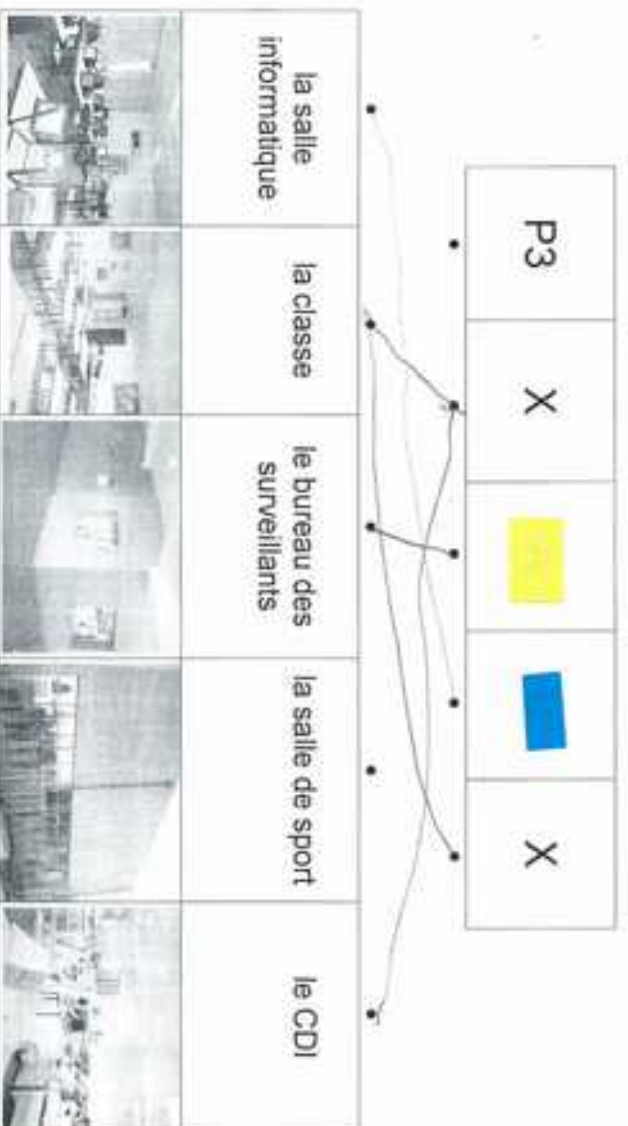 P3
X
X
la salle
informatique
la classe
le bureau des
surveillants
la salle de sport
le CDI